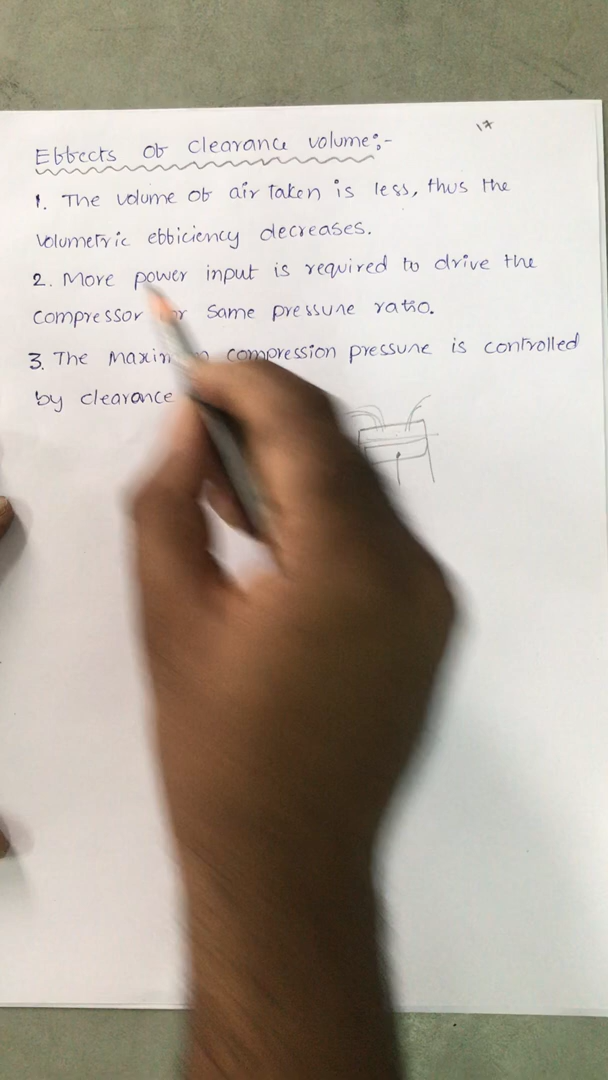 17
Effects of Clearance volume:-
1. The volume of air taken is less, thus the
volumetric efficiency decreases.
2. More power input is required to drive the
compressor same pressure ratio.
3. The compression pressure is controlled
by clearance